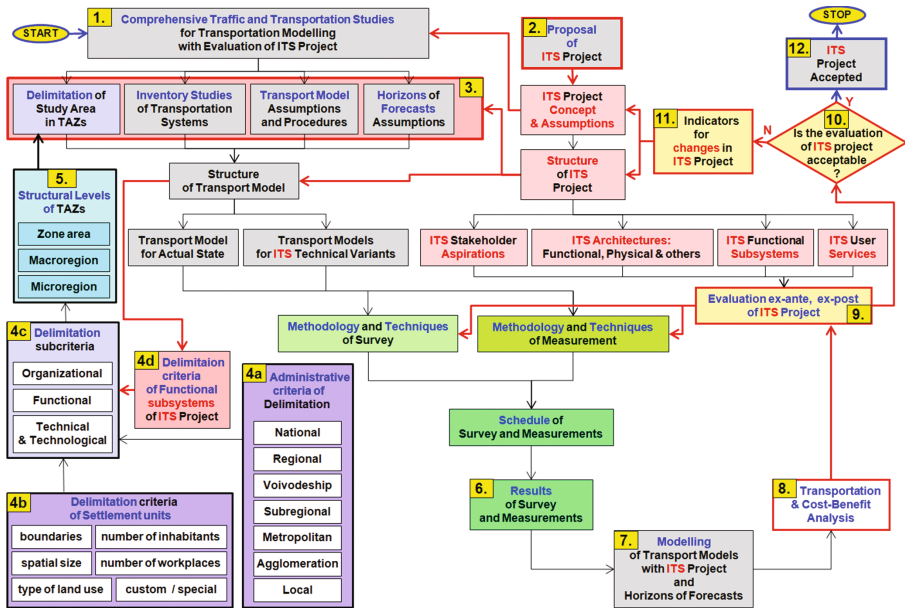 START
1.
Comprehensive Traffic and Transportation Studies
for Transportation Modelling
with Evaluation of ITS Project
2.
Proposal
of
ITS Project
STOP
12.
ITS
Project
Accepted
3.
Delimitation of
Study Area
in TAZs
Inventory Studies
of Transportation
Systems
Transport Model
Assumptions
and Procedures
Horizons of
Forecasts
Assumptions
ITS Project
Concept
& Assumptions
11.
Indicators
for
changes in
ITS Project
N
Y
10.
Is the evaluation
of ITS project
acceptable
?
5.
Structural Levels
of TAZs
Zone area
Macroregion
Microregion
Structure
of Transport Model
Structure
of ITS
Project
Transport Model
for Actual State
Transport Models
for ITS Technical Variants
ITS Stakeholder
Aspirations
ITS Architectures:
Functional, Physical & others
ITS Functional
Subsystems
ITS User
Services
Evaluation ex-ante, ex-post
of ITS Project
9.
Methodology and Techniques
of Survey
Methodology and Techniques
of Measurement
4c
Delimitation
subcriteria
Organizational
Functional
Technical
& Technological
4d
Delimitaion
criteria
of Functional
subsystems
of ITS Project
4a
Administrative
criteria of
Delimitation
National
Regional
Voivodeship
Subregional
Metropolitan
Agglomeration
Local
Schedule of
Survey and Measurements
4b
Delimitation criteria
of Settlement units
boundaries
number of inhabitants
spatial size
number of workplaces
type of land use
custom / special
6.
Results
of Survey
and Measurements
7.
Modelling
of Transport Models
with ITS Project
and
Horizons of Forecasts
8.
Transportation
& Cost-Benefit
Analysis